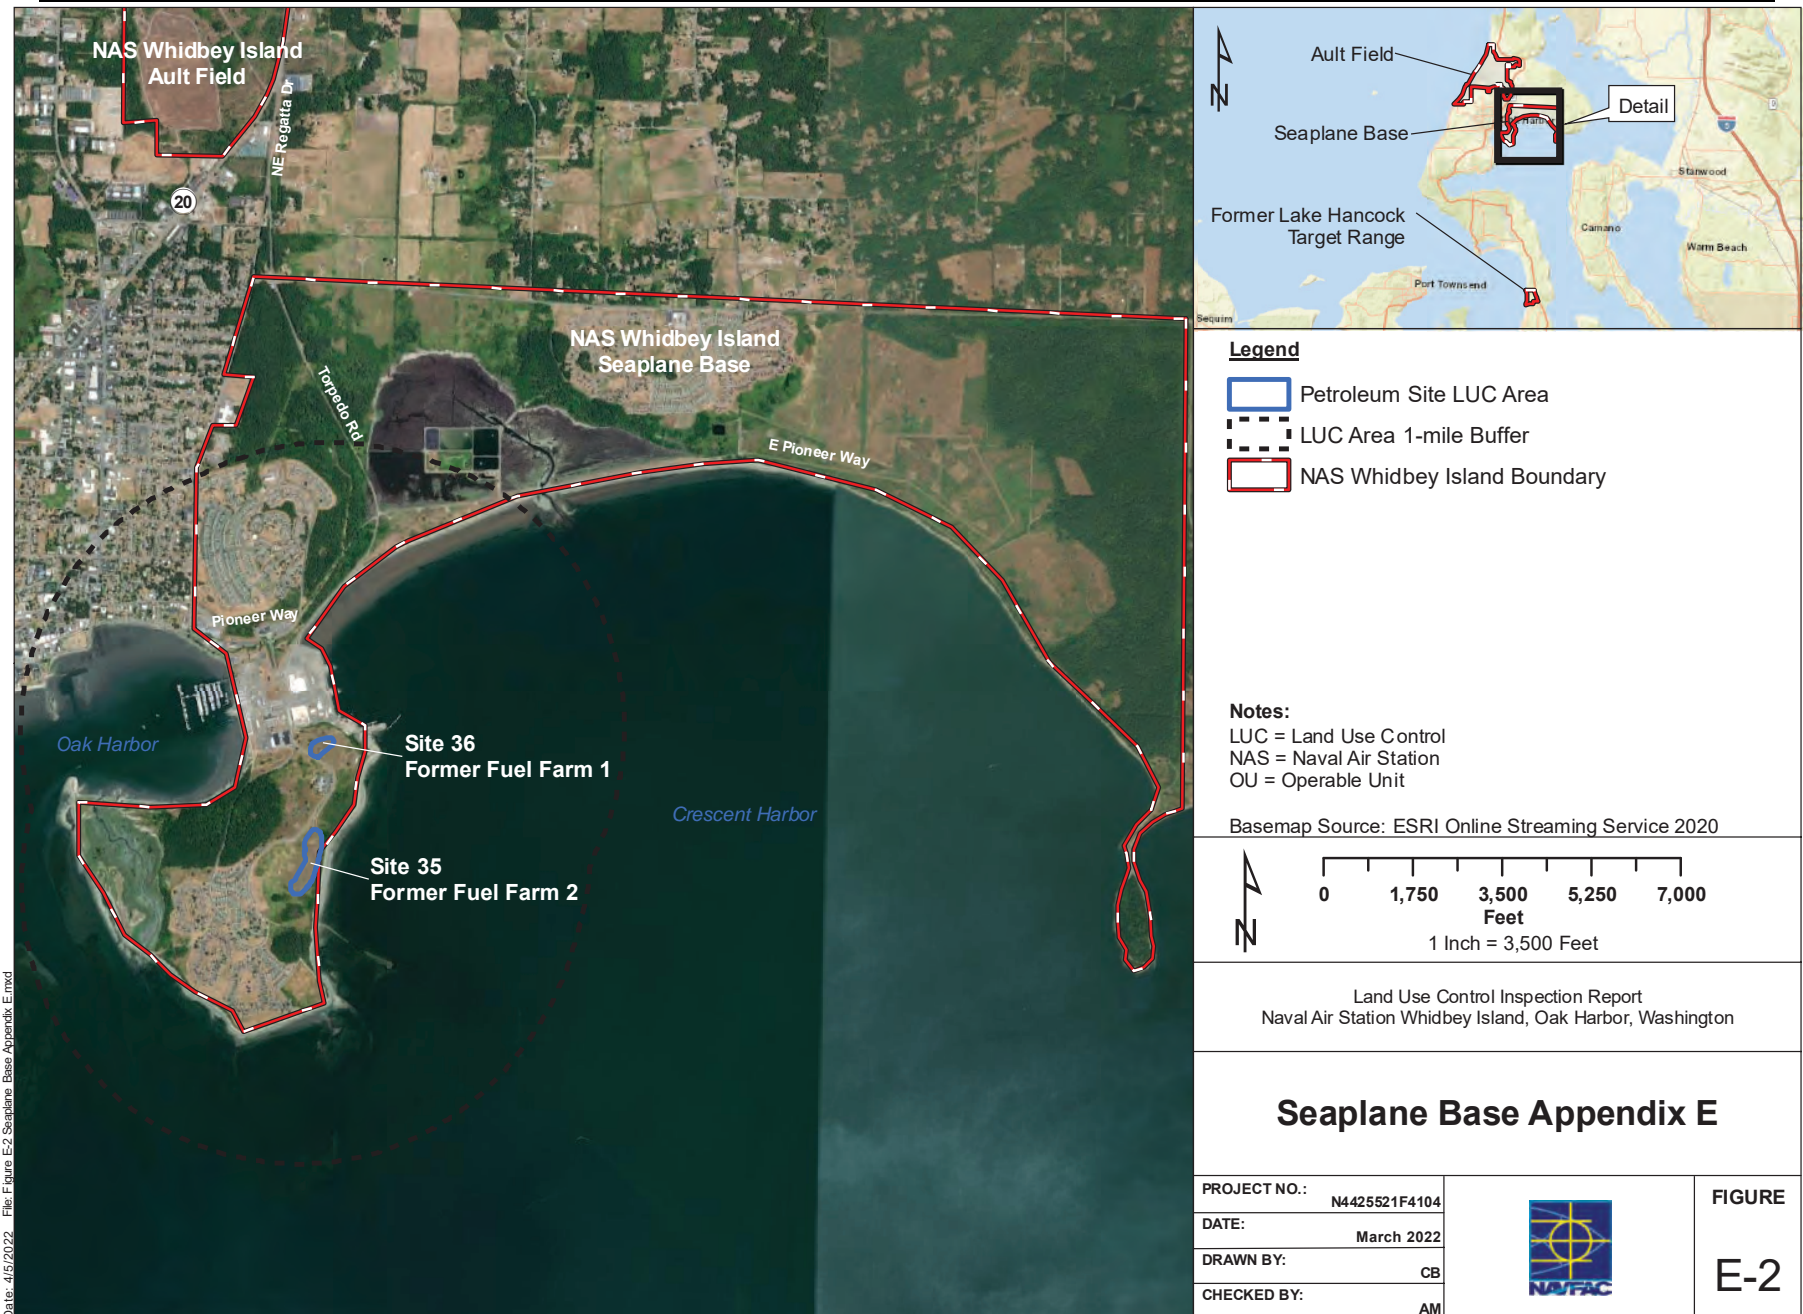 NAS Whidbey Island
Ault Field
NE Regatta Dr
20
NAS Whidbey Island
Seaplane Base
Torpedo Rd
E Pioneer Way
Pioneer Way
Oak Harbor
Site 36
Former Fuel Farm 1
Crescent Harbor
Site 35
Former Fuel Farm 2
Date: 4/5/2022 File: Figure E-2 Seaplane Base Appendix E.mxd
N
Ault Field
Detail
Seaplane Base
Harbor
5
Stanwood
Former Lake Hancock
Target Range
Camano
Warm Beach
Port Townsend
Sequim
Legend
Petroleum Site LUC Area
LUC Area 1-mile Buffer
NAS Whidbey Island Boundary
Notes:
LUC = Land Use Control
NAS = Naval Air Station
OU = Operable Unit
Basemap Source: ESRI Online Streaming Service 2020
N
0 1,750 3,500 5,250 7,000
Feet
1 Inch = 3,500 Feet
Land Use Control Inspection Report
Naval Air Station Whidbey Island, Oak Harbor, Washington
Seaplane Base Appendix E
PROJECT NO.:
N4425521F4104
DATE:
March 2022
DRAWN BY:
CB
CHECKED BY:
AM
NAVFAC
FIGURE
E-2